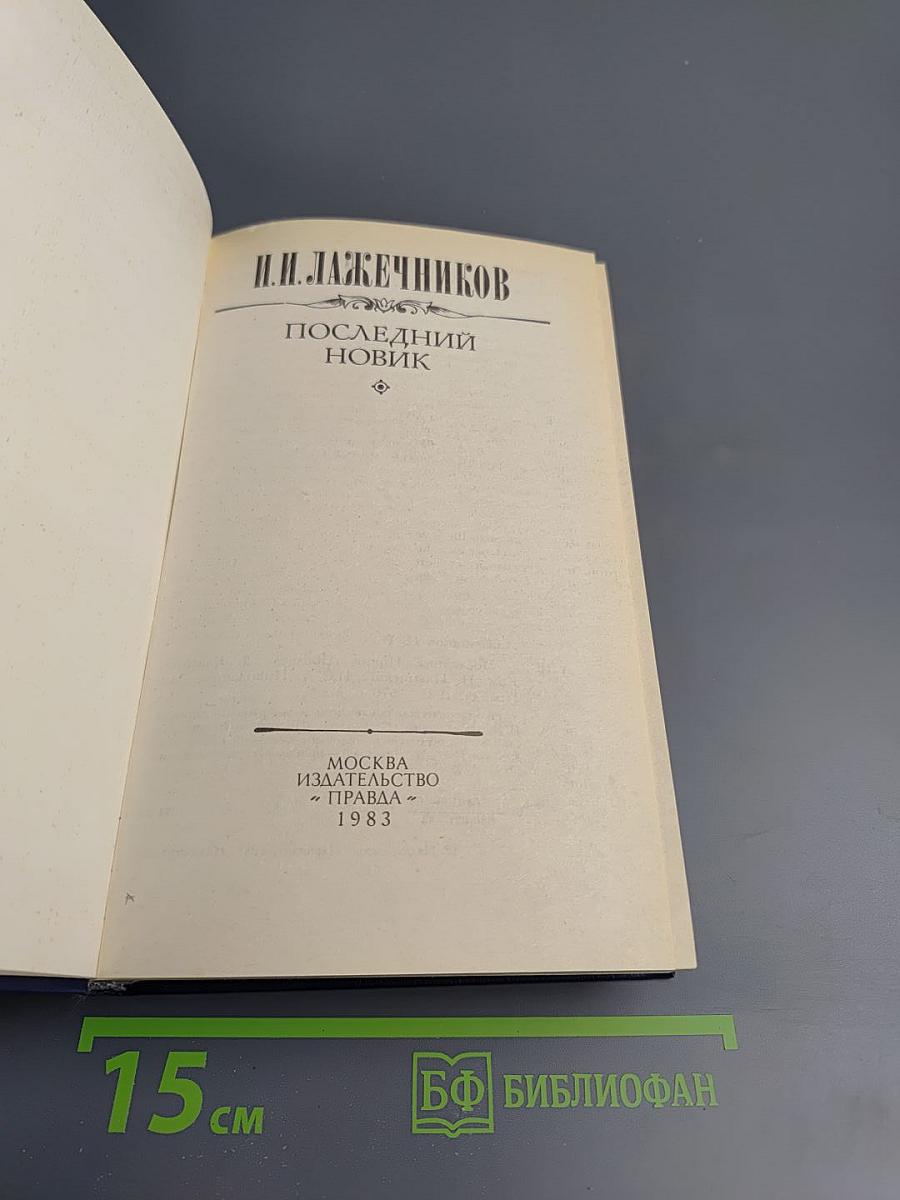 И.И. ЛАЖЕЧНИКОВ
ПОСЛЕДНИЙ
НОВИК
МОСКВА
ИЗДАТЕЛЬСТВО
„ ПРАВДА „
1983
15 см
БФ БИБЛИОФАН